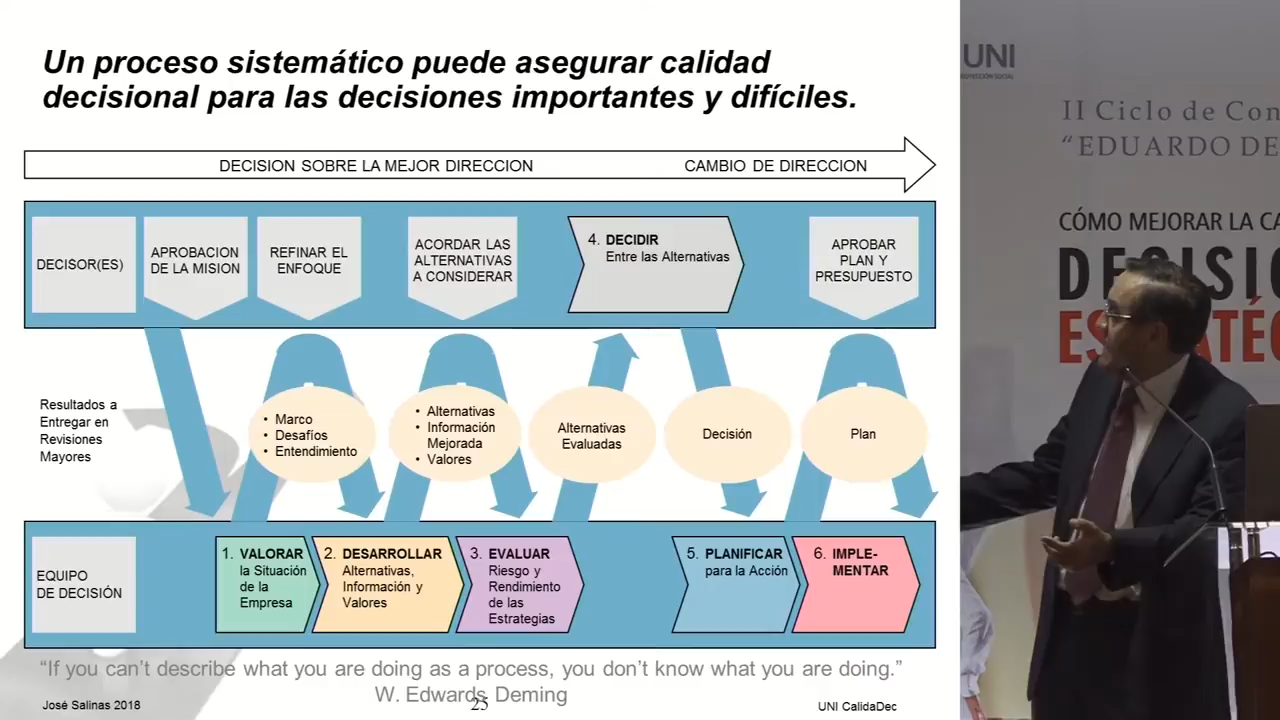 Un proceso sistemático puede asegurar calidad
decisional para las decisiones importantes y difíciles.
DECISION SOBRE LA MEJOR DIRECCION
CAMBIO DE DIRECCION
DECISOR(ES)
APROBACION
DE LA MISION
REFINAR EL
ENFOQUE
ACORDAR LAS
ALTERNATIVAS
A CONSIDERAR
4. DECIDIR
Entre las Alternativas
APROBAR
PLAN Y
PRESUPUESTO
Resultados a
Entregar en
Revisiones
Mayores
• Marco
• Desafíos
• Entendimiento
• Alternativas
• Información
Mejorada
• Valores
Alternativas
Evaluadas
Decisión
Plan
EQUIPO
DE DECISIÓN
1. VALORAR
la Situación
de la
Empresa
2. DESARROLLAR
Alternativas,
Información y
Valores
3. EVALUAR
Riesgo y
Rendimiento
de las
Estrategias
5. PLANIFICAR
para la Acción
6. IMPLE-
MENTAR
“If you can’t describe what you are doing as a process, you don’t know what you are doing.”
W. Edwards Deming
José Salinas 2018
25
UNI CalidaDec
UNI
II Ciclo de Con
“EDUARDO DE
CÓMO MEJORAR LA CA